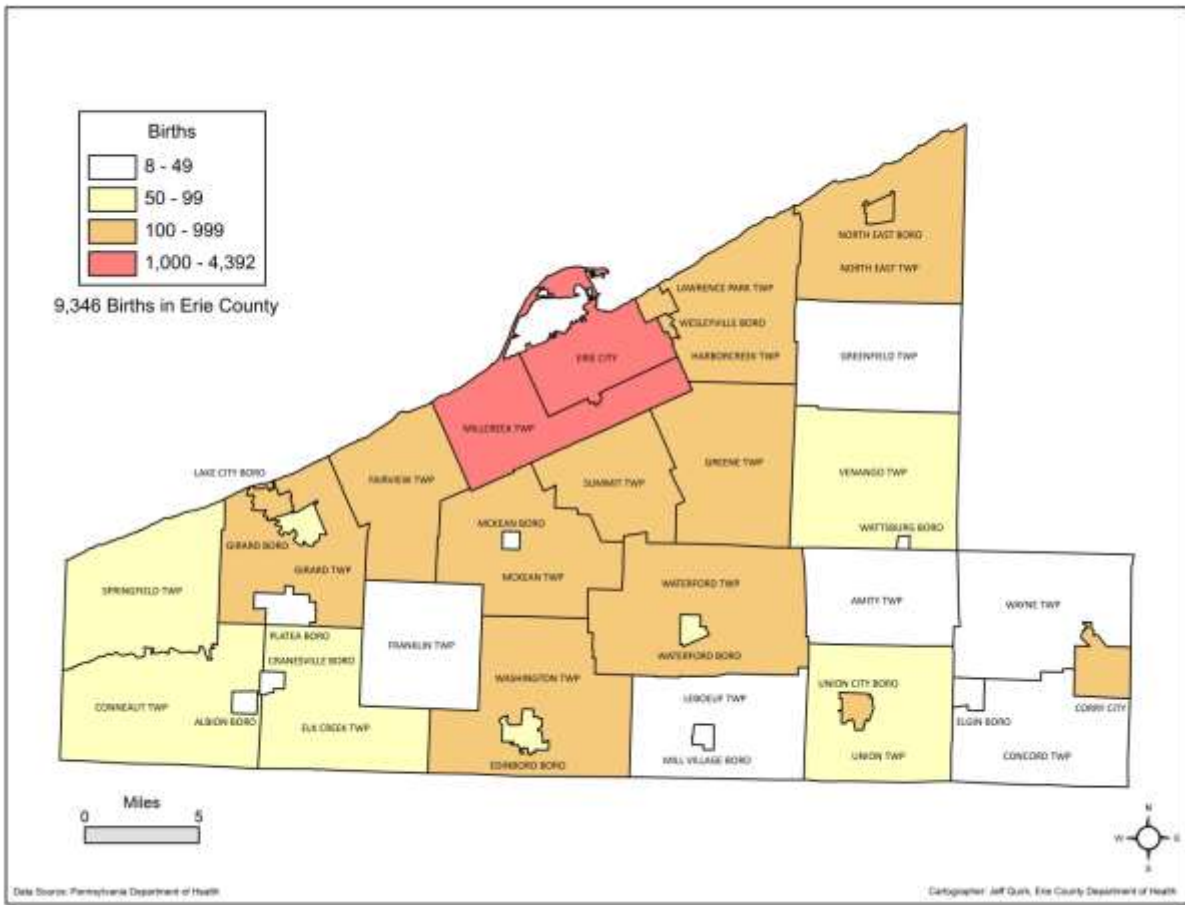 Births
8 - 49
50 - 99
100 - 999
1,000 - 4,392
9,346 Births in Erie County
NORTH EAST BORO
NORTH EAST TWP
LAWRENCE PARK TWP
WESLEYVILLE BORO
HARBORCREEK TWP
ERIE CITY
GREENFIELD TWP
MILLCREEK TWP
LAKE CITY BORO
FAIRVIEW TWP
SUMMIT TWP
GREENE TWP
VENANGO TWP
MCKEAN BORO
WATTSBURG BORO
GIRARD BORO
GIRARD TWP
MCKEAN TWP
WATERFORD TWP
SPRINGFIELD TWP
AMITY TWP
WAYNE TWP
PLATEA BORO
FRANKLIN TWP
WATERFORD BORO
CRANESVILLE BORO
WASHINGTON TWP
LEBOEUF TWP
UNION CITY BORO
CONNEAUT TWP
ALBION BORO
ELK CREEK TWP
ELGIN BORO
CORRY CITY
EDINBORO BORO
MILL VILLAGE BORO
UNION TWP
CONCORD TWP
Miles
0 5
N
W E
S
Data Source: Pennsylvania Department of Health
Cartographer: Jeff Quirk, Erie County Department of Health